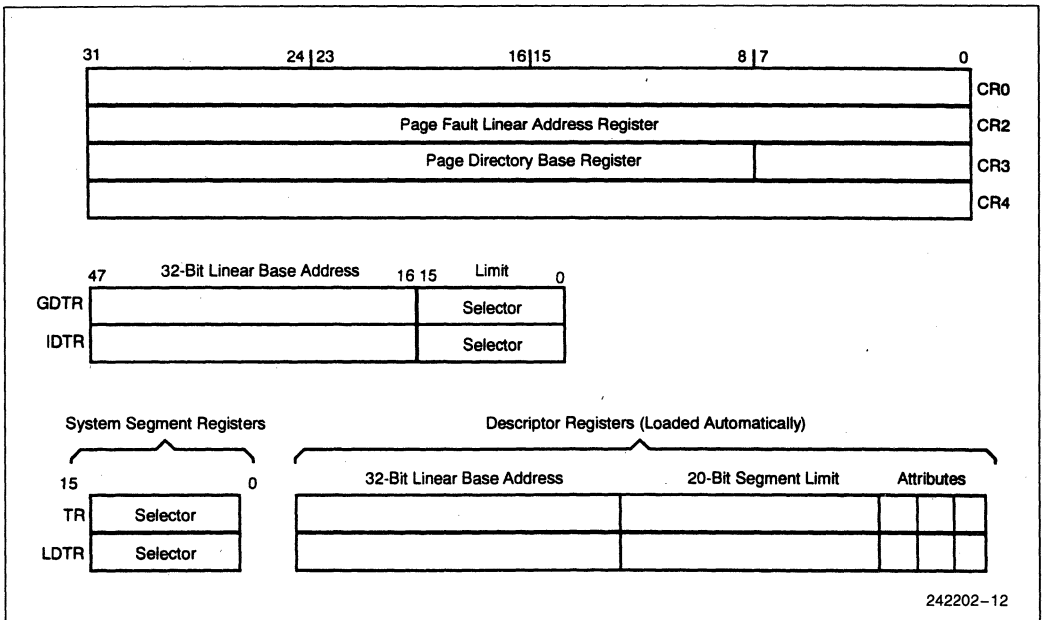 31 24 23 16 15 8 7 0
CR0
Page Fault Linear Address Register CR2
Page Directory Base Register CR3
CR4
47 32-Bit Linear Base Address 16 15 Limit 0
GDTR Selector
IDTR Selector
System Segment Registers Descriptor Registers (Loaded Automatically)
15 0 32-Bit Linear Base Address 20-Bit Segment Limit Attributes
TR Selector
LDTR Selector
242202-12